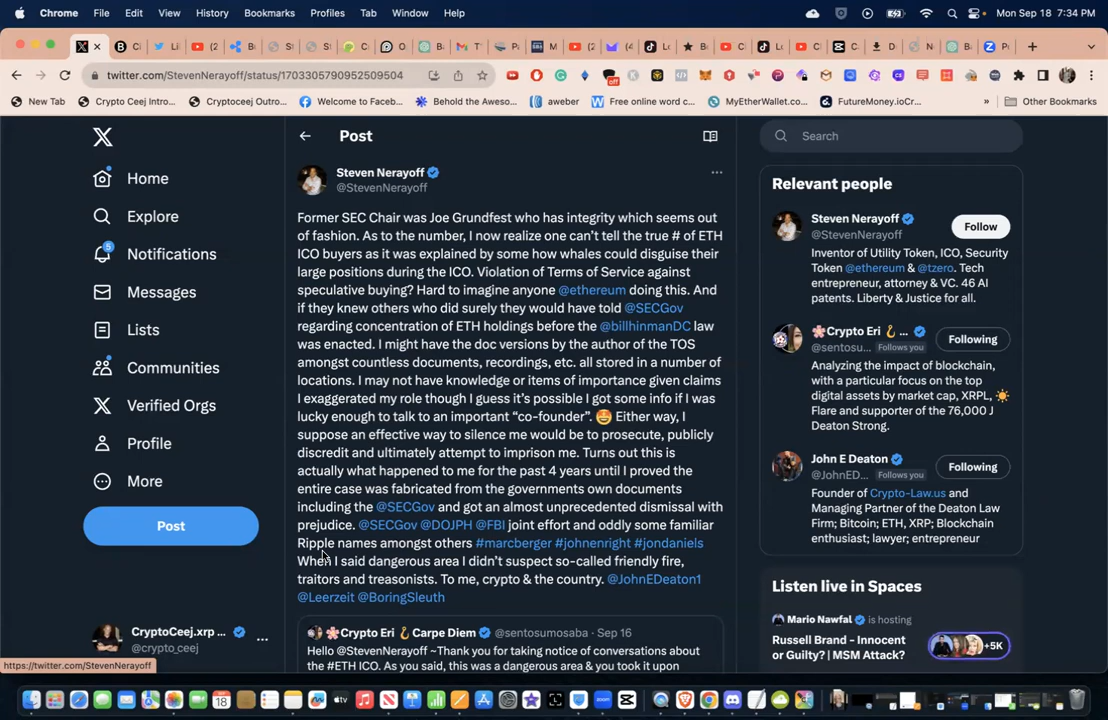 Chrome File Edit View History Bookmarks Profiles Tab Window Help Mon Sep 18 7:34 PM
twitter.com/StevenNerayoff/status/1703305790952509504
off
New Tab Crypto Ceej Intro... Cryptoceej Outro... Welcome to Faceb... Behold the Aweso... aweber Free online word c... MyEtherWallet.co... FutureMoney.ioCr... » Other Bookmarks
Home
Explore
5
Notifications
Messages
Lists
Communities
Verified Orgs
Profile
More
Post
CryptoCeej.xrp ...
@crypto_ceej
https://twitter.com/StevenNerayoff
Post
Steven Nerayoff
@StevenNerayoff
Former SEC Chair was Joe Grundfest who has integrity which seems out
of fashion. As to the number, I now realize one can't tell the true # of ETH
ICO buyers as it was explained by some how whales could disguise their
large positions during the ICO. Violation of Terms of Service against
speculative buying? Hard to imagine anyone @ethereum doing this. And
if they knew others who did surely they would have told @SECGov
regarding concentration of ETH holdings before the @billhinmanDC law
was enacted. I might have the doc versions by the author of the TOS
amongst countless documents, recordings, etc. all stored in a number of
locations. I may not have knowledge or items of importance given claims
I exaggerated my role though I guess it's possible I got some info if I was
lucky enough to talk to an important "co-founder". 🤩 Either way, I
suppose an effective way to silence me would be to prosecute, publicly
discredit and ultimately attempt to imprison me. Turns out this is
actually what happened to me for the past 4 years until I proved the
entire case was fabricated from the governments own documents
including the @SECGov and got an almost unprecedented dismissal with
prejudice. @SECGov @DOJPH @FBI joint effort and oddly some familiar
Ripple names amongst others #marcberger #johnenright #jondaniels
When I said dangerous area I didn't suspect so-called friendly fire,
traitors and treasonists. To me, crypto & the country. @JohnEDeaton1
@Leerzeit @BoringSleuth
🌸Crypto Eri 🪝Carpe Diem @sentosumosaba · Sep 16
Hello @StevenNerayoff ~Thank you for taking notice of conversations about
the #ETH ICO. As you said, this was a dangerous area & you took it upon
Search
Relevant people
Steven Nerayoff
@StevenNerayoff
Follow
Inventor of Utility Token, ICO, Security
Token @ethereum & @tzero. Tech
entrepreneur, attorney & VC. 46 AI
patents. Liberty & Justice for all.
🌸Crypto Eri 🪝 ...
@sentosu... Follows you
Following
Analyzing the impact of blockchain,
with a particular focus on the top
digital assets by market cap, XRPL, ☀️
Flare and supporter of the 76,000 J
Deaton Strong.
John E Deaton
@JohnED... Follows you
Following
Founder of Crypto-Law.us and
Managing Partner of the Deaton Law
Firm; Bitcoin; ETH, XRP; Blockchain
enthusiast; lawyer; entrepreneur
Listen live in Spaces
Mario Nawfal is hosting
Russell Brand - Innocent
or Guilty? | MSM Attack?
+5K